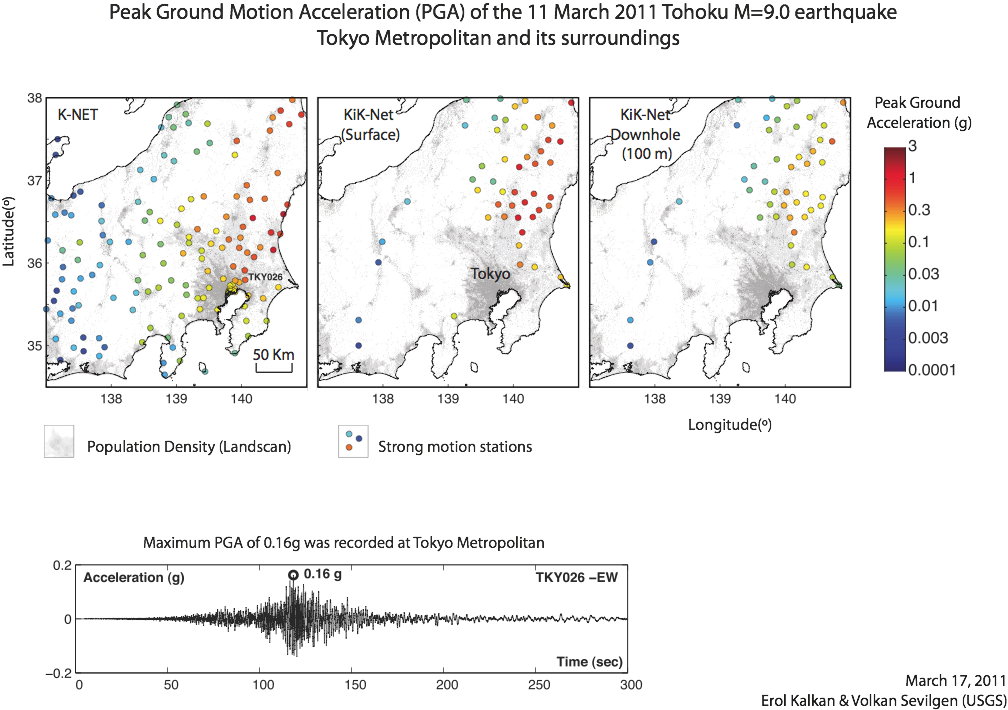 Peak Ground Motion Acceleration (PGA) of the 11 March 2011 Tohoku M=9.0 earthquake
Tokyo Metropolitan and its surroundings
K-NET
KiK-Net
(Surface)
KiK-Net
Downhole
(100 m)
Peak Ground
Acceleration (g)
38
37
36
35
Latitude(º)
TKY026
Tokyo
50 Km
3
1
0.3
0.1
0.03
0.01
0.003
0.0001
138 139 140
138 139 140
138 139 140
Longitude(º)
Population Density (Landscan)
Strong motion stations
Maximum PGA of 0.16g was recorded at Tokyo Metropolitan
0.2
0
−0.2
Acceleration (g)
0.16 g
TKY026 −EW
Time (sec)
0 50 100 150 200 250 300
March 17, 2011
Erol Kalkan & Volkan Sevilgen (USGS)